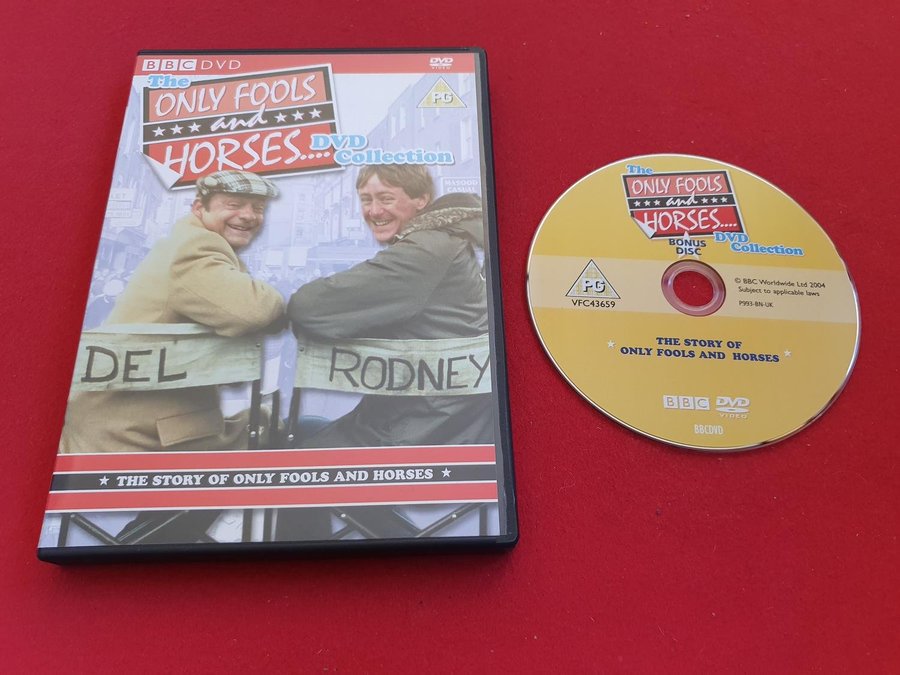 BBC DVD
DVD
VIDEO
The
ONLY FOOLS
and
HORSES....
DVD
Collection
PG
MASOOD
CASUAL
DEL
RODNEY
THE STORY OF ONLY FOOLS AND HORSES
The
ONLY FOOLS
and
HORSES....
DVD
Collection
BONUS
DISC
PG
VFC43659
© BBC Worldwide Ltd 2004
Subject to applicable laws
P993-BN-UK
THE STORY OF
ONLY FOOLS AND HORSES
BBC
DVD
VIDEO
BBCDVD